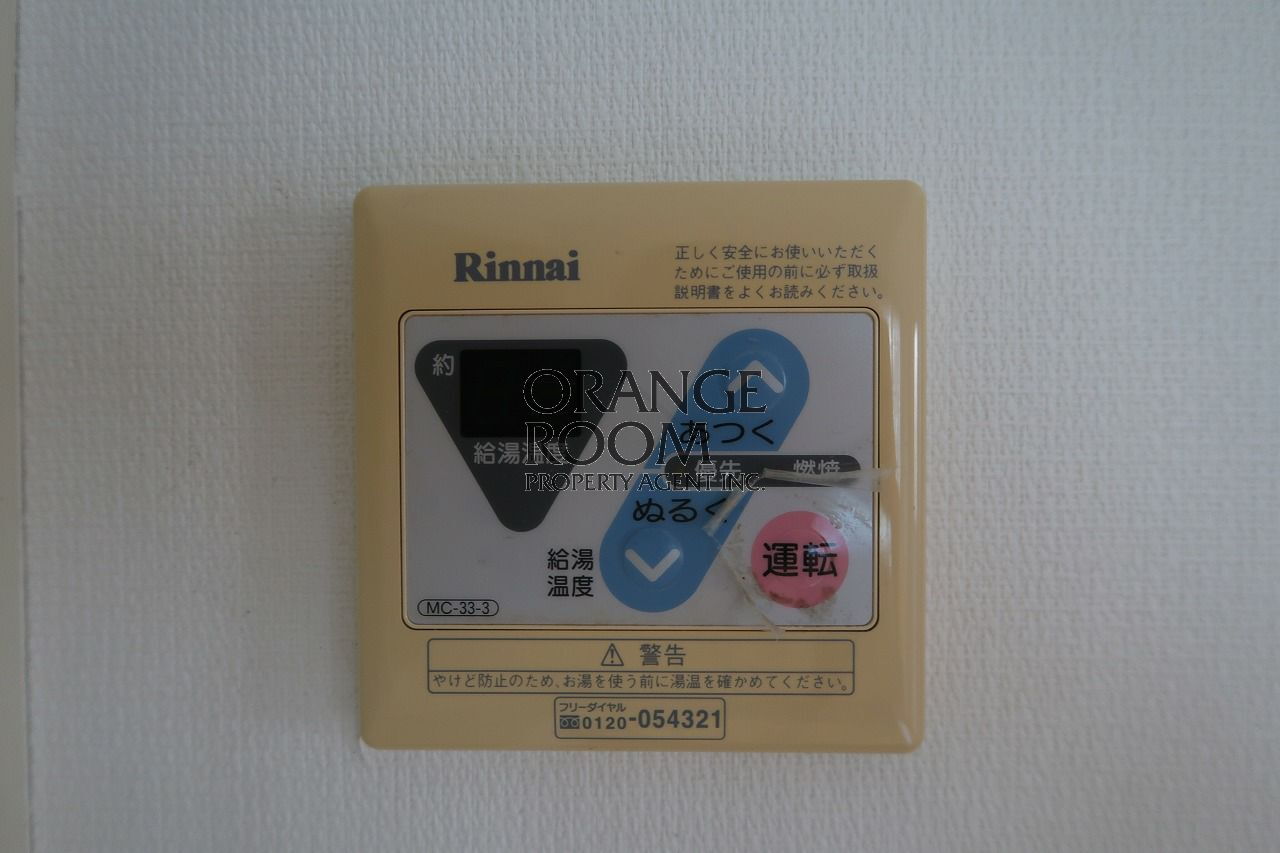 Rinnai
正しく安全にお使いいただく
ためにご使用の前に必ず取扱
説明書をよくお読みください。
約
給湯温度
あつく
燃焼
ぬるく
給湯
温度
運転
MC-33-3
ORANGE
ROOM
PROPERTY AGENT INC.
警告
やけど防止のため、お湯を使う前に湯温を確かめてください。
フリーダイヤル
0120-054321